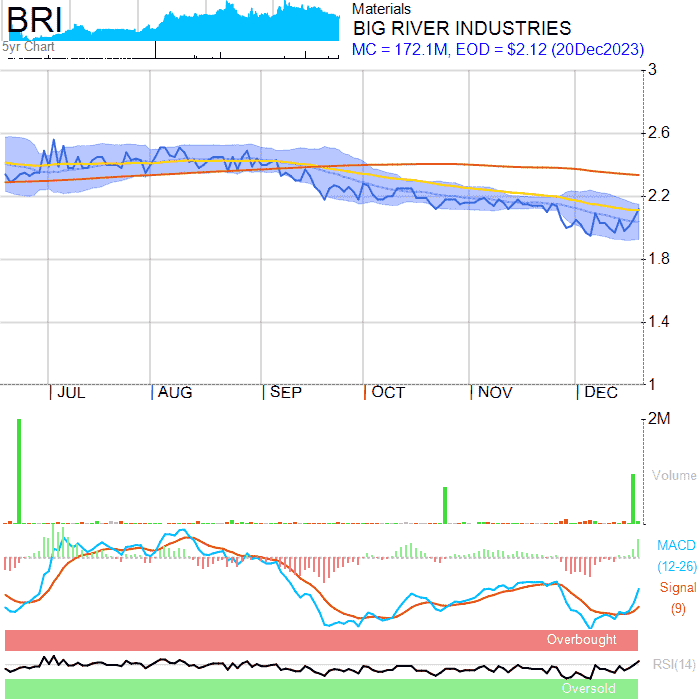 BRI
5yr Chart
Materials
BIG RIVER INDUSTRIES
MC = 172.1M, EOD = $2.12 (20Dec2023)
3
2.6
2.2
1.8
1.4
1
JUL AUG SEP OCT NOV DEC
2M
Volume
MACD
(12-26)
Signal
(9)
Overbought
RSI(14)
Oversold